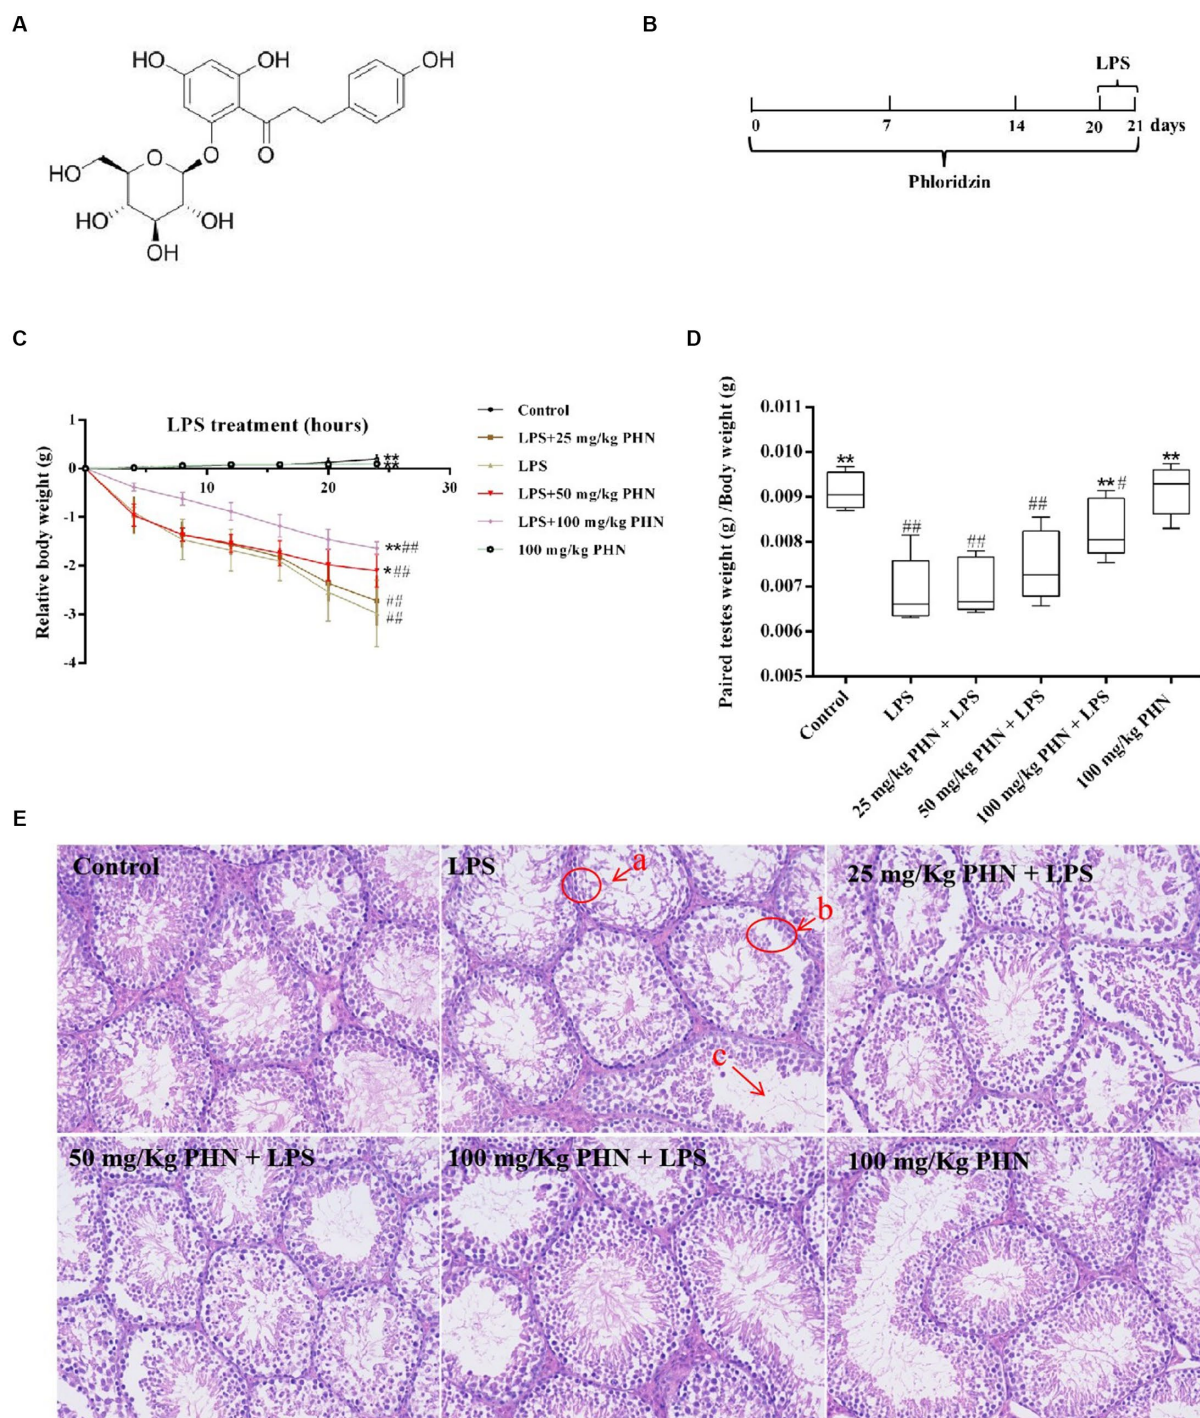 A
HO
OH
OH
O
O
O
HO
HO
OH
OH
B
LPS
0
7
14
20
21
days
Phloridzin
C
LPS treatment (hours)
Relative body weight (g)
1
0
-1
-2
-3
-4
10
20
30
**
**
**##
*##
##
##
Control
LPS+25 mg/kg PHN
LPS
LPS+50 mg/kg PHN
LPS+100 mg/kg PHN
100 mg/kg PHN
D
Paired testes weight (g) /Body weight (g)
0.011
0.010
0.009
0.008
0.007
0.006
0.005
**
##
##
##
**#
**
Control
LPS
25 mg/kg PHN + LPS
50 mg/kg PHN + LPS
100 mg/kg PHN + LPS
100 mg/kg PHN
E
Control
LPS
a
b
c
25 mg/Kg PHN + LPS
50 mg/Kg PHN + LPS
100 mg/Kg PHN + LPS
100 mg/Kg PHN